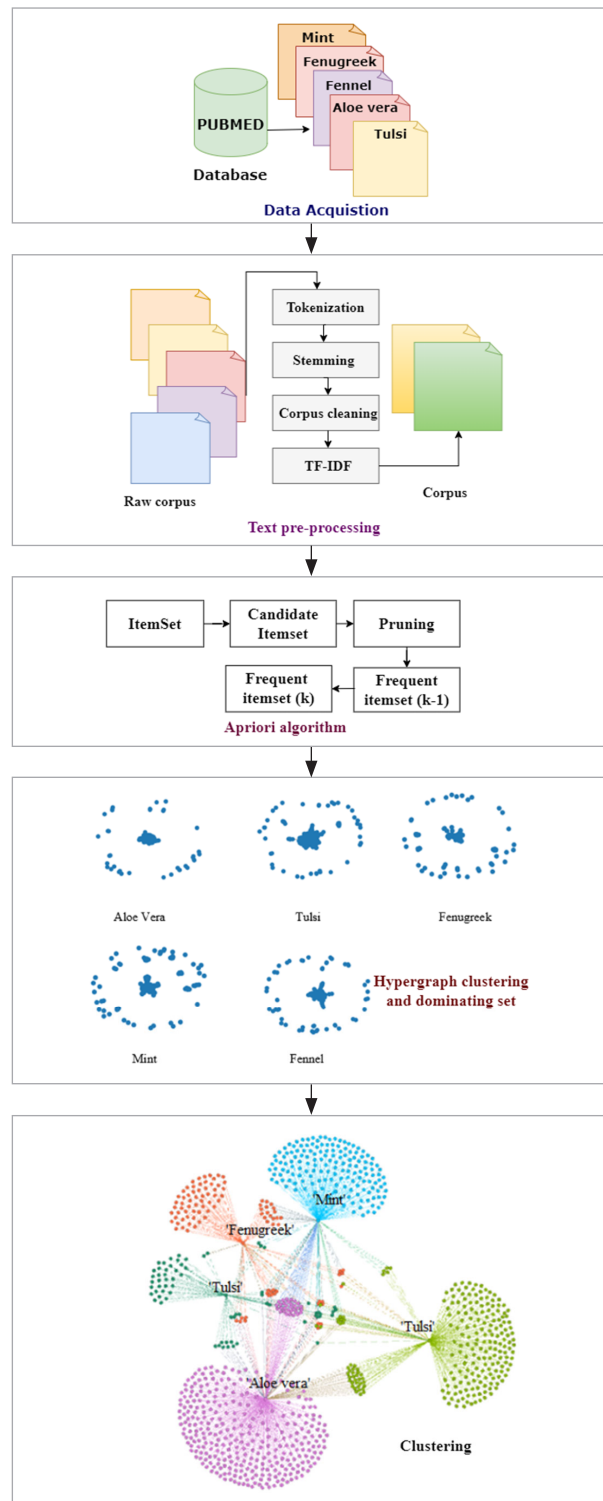 Mint
Fenugreek
Fennel
Aloe vera
Tulsi
PUBMED
Database
Data Acquistion
Tokenization
Stemming
Corpus cleaning
TF-IDF
Raw corpus
Corpus
Text pre-processing
ItemSet
Candidate
Itemset
Pruning
Frequent
itemset (k)
Frequent
itemset (k-1)
Apriori algorithm
Aloe Vera
Tulsi
Fenugreek
Mint
Fennel
Hypergraph clustering
and dominating set
'Mint'
'Fenugreek'
'Tulsi'
'Tulsi'
'Aloe vera'
Clustering